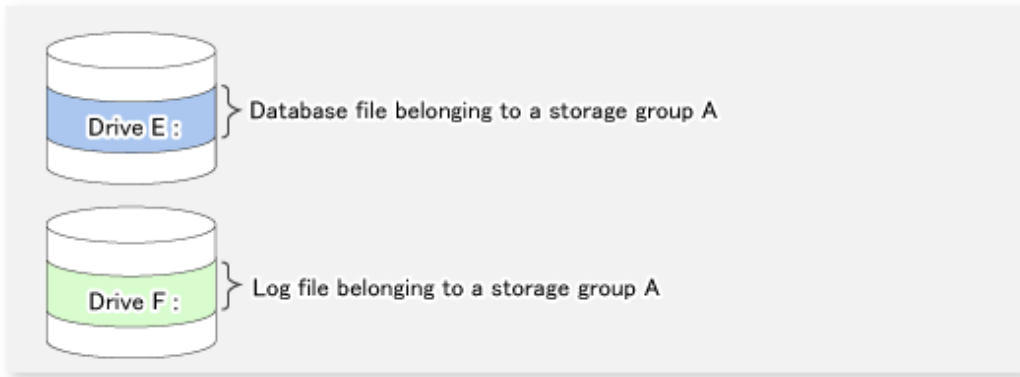 Drive E :
Database file belonging to a storage group A
Drive F :
Log file belonging to a storage group A